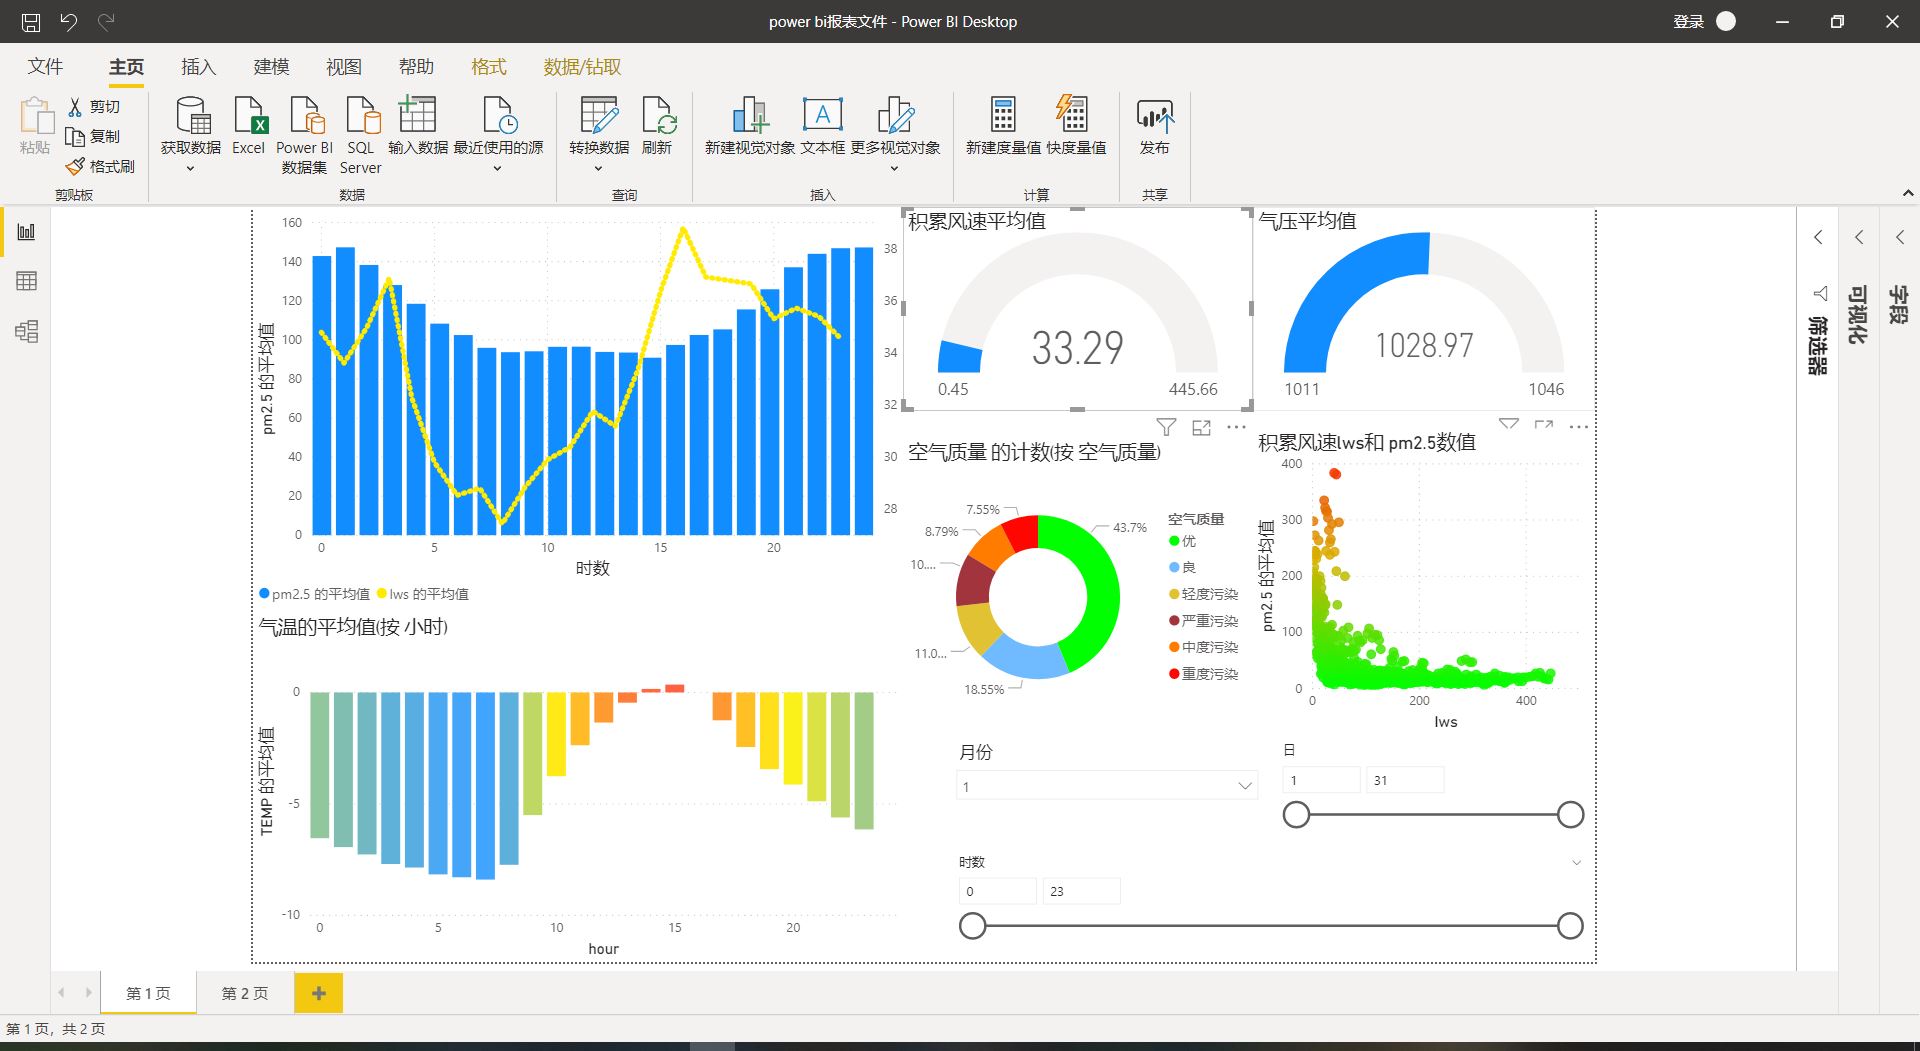 power bi报表文件 - Power BI Desktop
登录
文件 主页 插入 建模 视图 帮助 格式 数据/钻取
粘贴
剪切
复制
格式刷
剪贴板
获取数据
Excel
Power BI
数据集
SQL
Server
输入数据
最近使用的源
数据
转换数据
刷新
查询
新建视觉对象
文本框
A
更多视觉对象
插入
新建度量值
快度量值
计算
发布
共享
pm2.5 的平均值
160
140
120
100
80
60
40
20
0
38
36
34
32
30
28
0 5 10 15 20
时数
pm2.5 的平均值 lws 的平均值
积累风速平均值
33.29
0.45 445.66
气压平均值
1028.97
1011 1046
气温的平均值(按 小时)
TEMP 的平均值
0
-5
-10
0 5 10 15 20
hour
空气质量 的计数(按 空气质量)
43.7%
18.55%
11.0...
10....
8.79%
7.55%
空气质量
优
良
轻度污染
严重污染
中度污染
重度污染
积累风速lws和 pm2.5数值
pm2.5 的平均值
400
300
200
100
0
0 200 400
lws
月份
1
日
1 31
时数
0 23
筛选器
可视化
字段
第 1 页 第 2 页 +
第 1 页，共 2 页